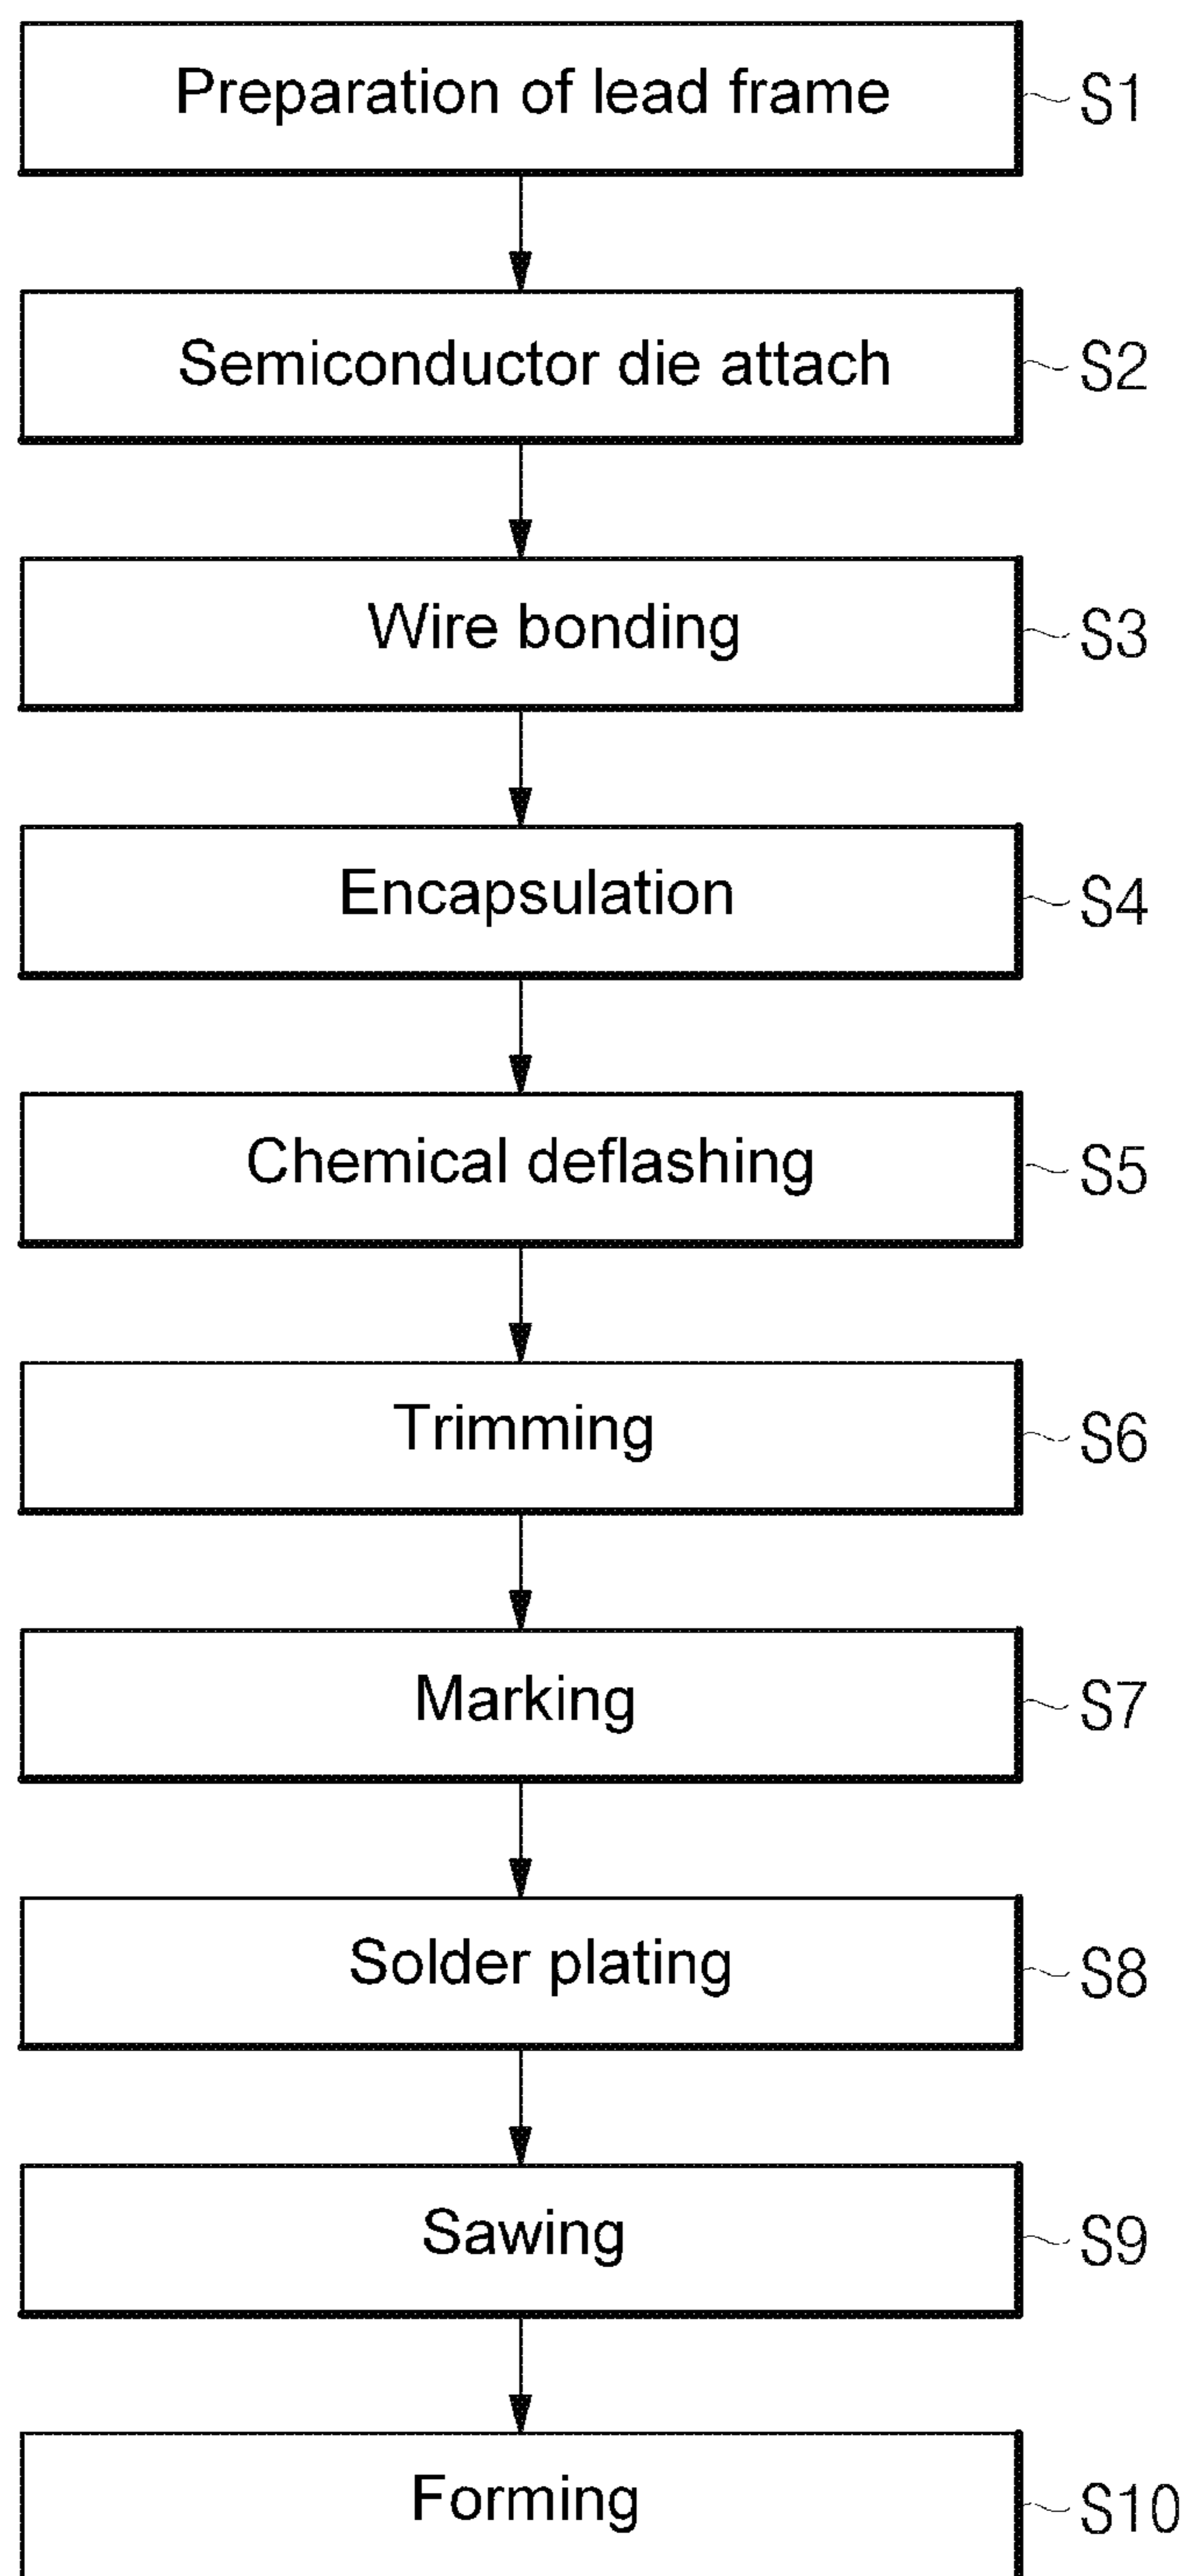 Preparation of lead frame S1
Semiconductor die attach S2
Wire bonding S3
Encapsulation S4
Chemical deflashing S5
Trimming S6
Marking S7
Solder plating S8
Sawing S9
Forming S10